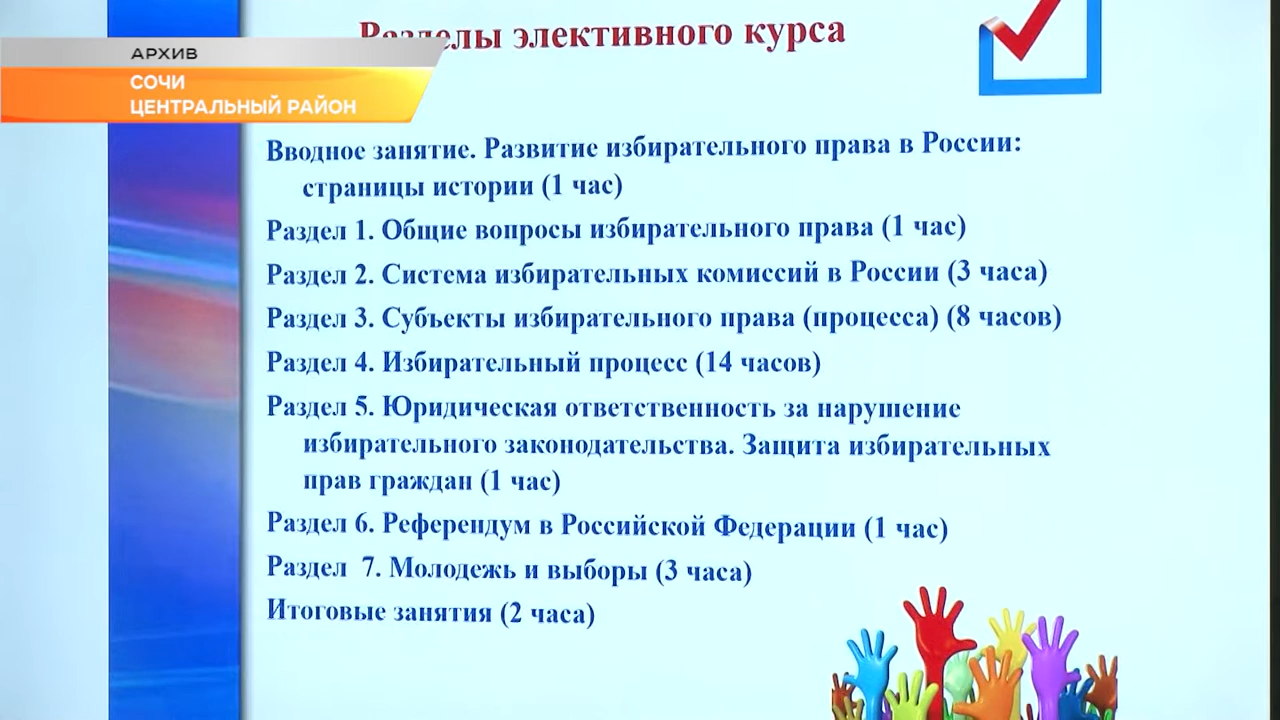 Разделы элективного курса
АРХИВ
СОЧИ
ЦЕНТРАЛЬНЫЙ РАЙОН
Вводное занятие. Развитие избирательного права в России:
страницы истории (1 час)
Раздел 1. Общие вопросы избирательного права (1 час)
Раздел 2. Система избирательных комиссий в России (3 часа)
Раздел 3. Субъекты избирательного права (процесса) (8 часов)
Раздел 4. Избирательный процесс (14 часов)
Раздел 5. Юридическая ответственность за нарушение
избирательного законодательства. Защита избирательных
прав граждан (1 час)
Раздел 6. Референдум в Российской Федерации (1 час)
Раздел  7. Молодежь и выборы (3 часа)
Итоговые занятия (2 часа)